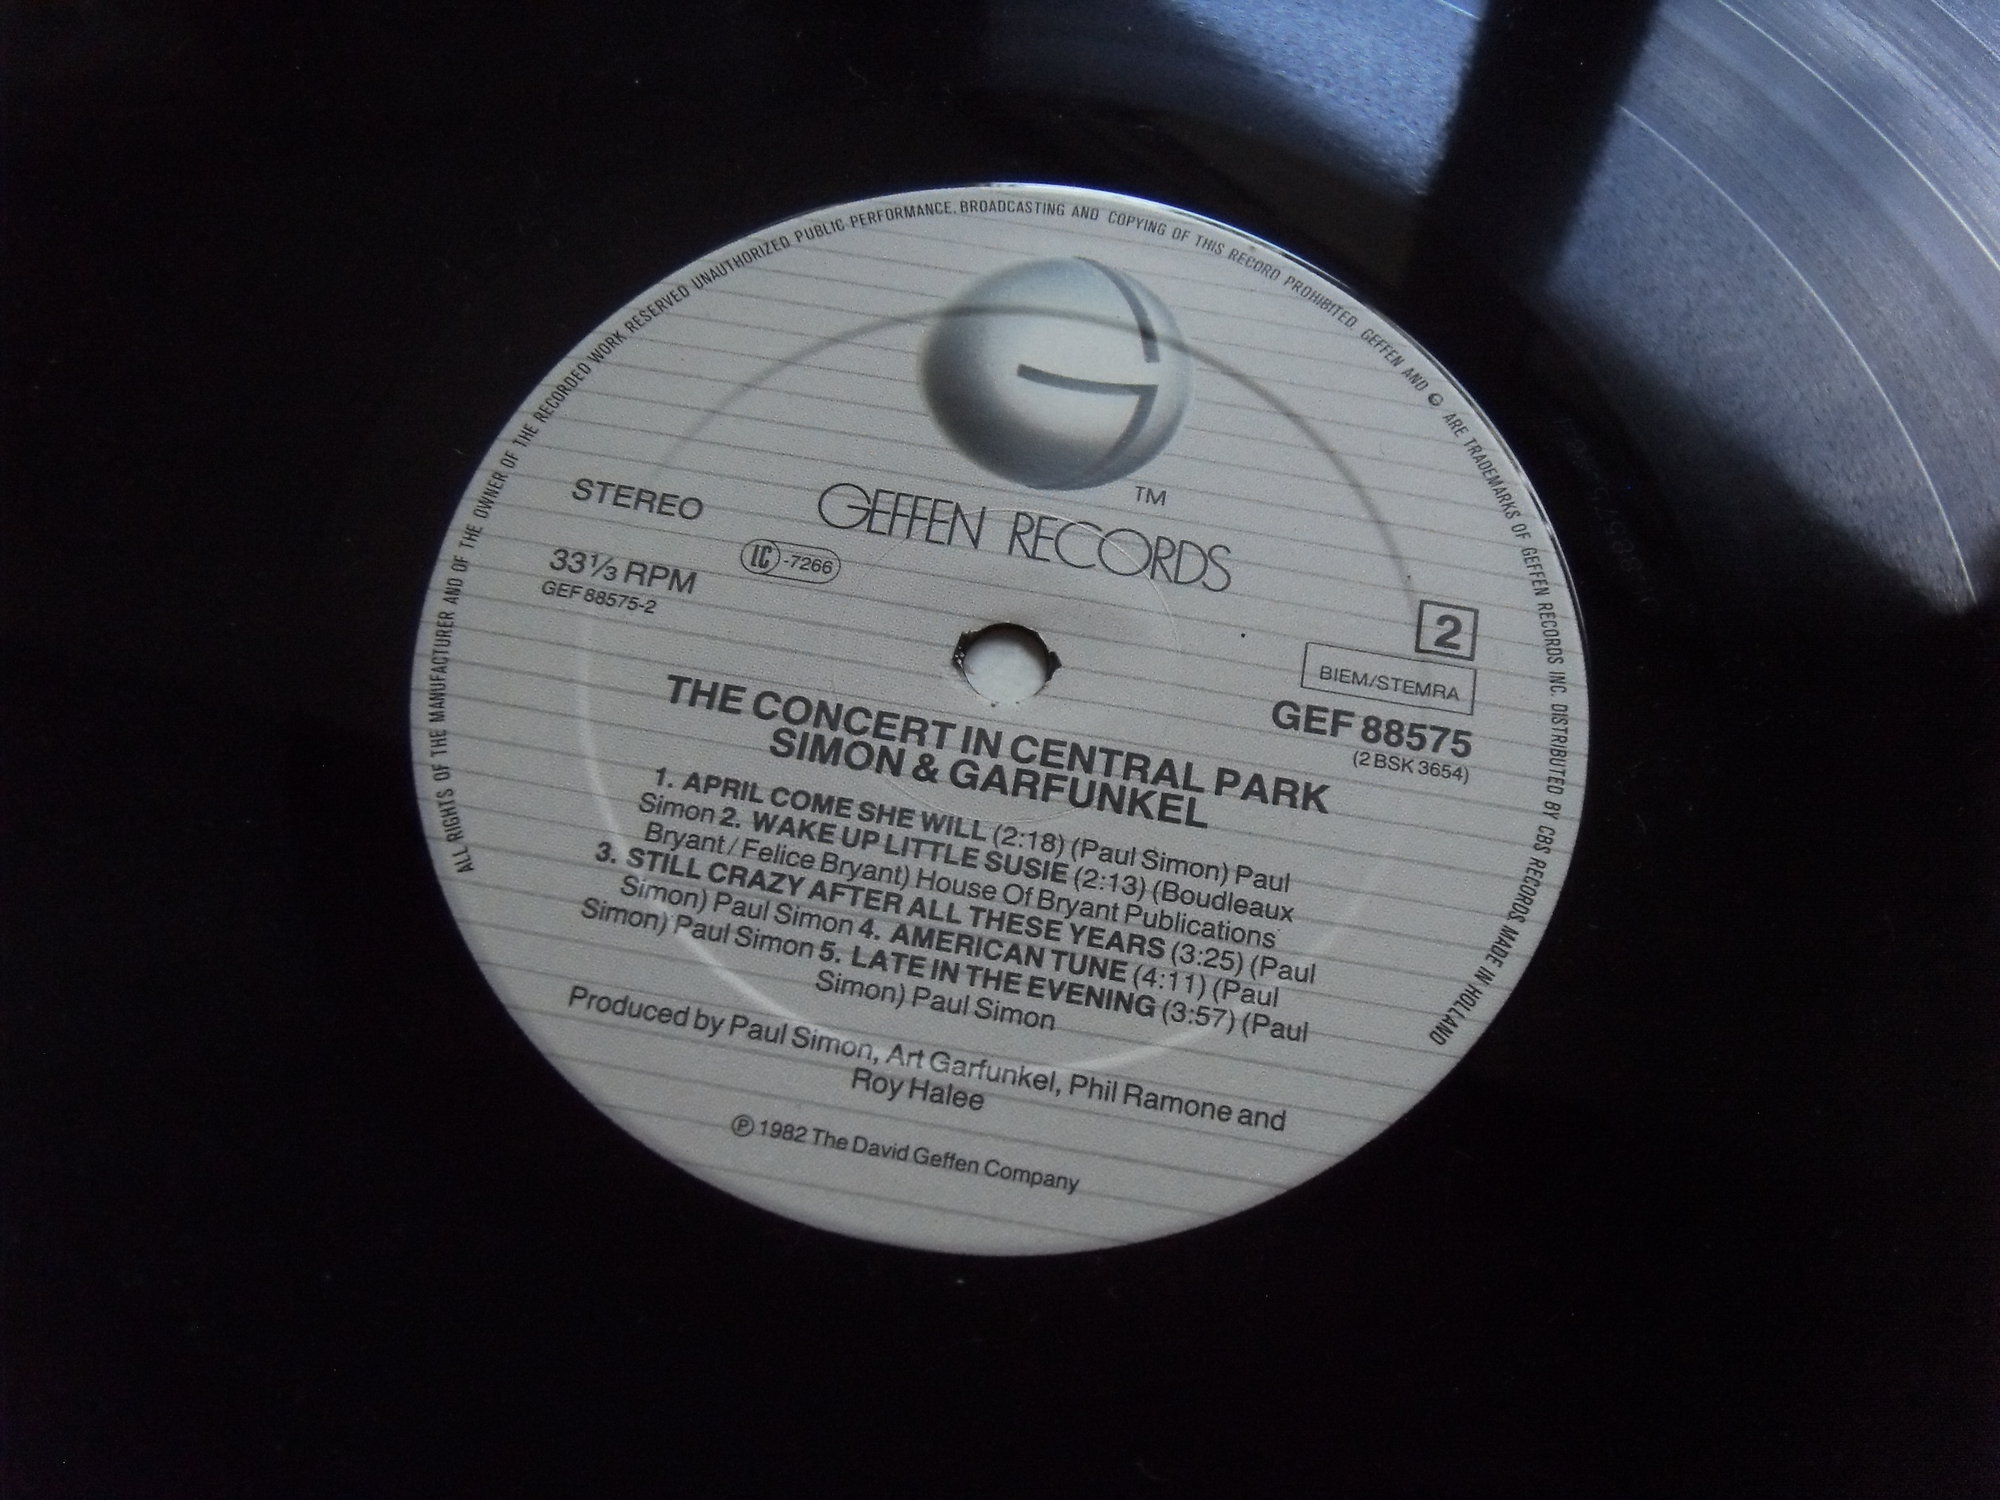 ALL RIGHTS OF THE MANUFACTURER AND OF THE OWNER OF THE RECORDED WORK RESERVED UNAUTHORIZED PUBLIC PERFORMANCE, BROADCASTING AND COPYING OF THIS RECORD PROHIBITED. GEFFEN AND G ARE TRADEMARKS OF GEFFEN RECORDS INC. DISTRIBUTED BY CBS RECORDS. MADE IN HOLLAND
TM
GEFFEN RECORDS
STEREO
LC -7266
33⅓ RPM
GEF 88575-2
2
BIEM/STEMRA
GEF 88575
(2 BSK 3654)
THE CONCERT IN CENTRAL PARK
SIMON & GARFUNKEL
1. APRIL COME SHE WILL (2:18) (Paul Simon) Paul
Simon 2. WAKE UP LITTLE SUSIE (2:13) (Boudleaux
Bryant / Felice Bryant) House Of Bryant Publications
3. STILL CRAZY AFTER ALL THESE YEARS (3:25) (Paul
Simon) Paul Simon 4. AMERICAN TUNE (4:11) (Paul
Simon) Paul Simon 5. LATE IN THE EVENING (3:57) (Paul
Simon) Paul Simon
Produced by Paul Simon, Art Garfunkel, Phil Ramone and
Roy Halee
℗ 1982 The David Geffen Company